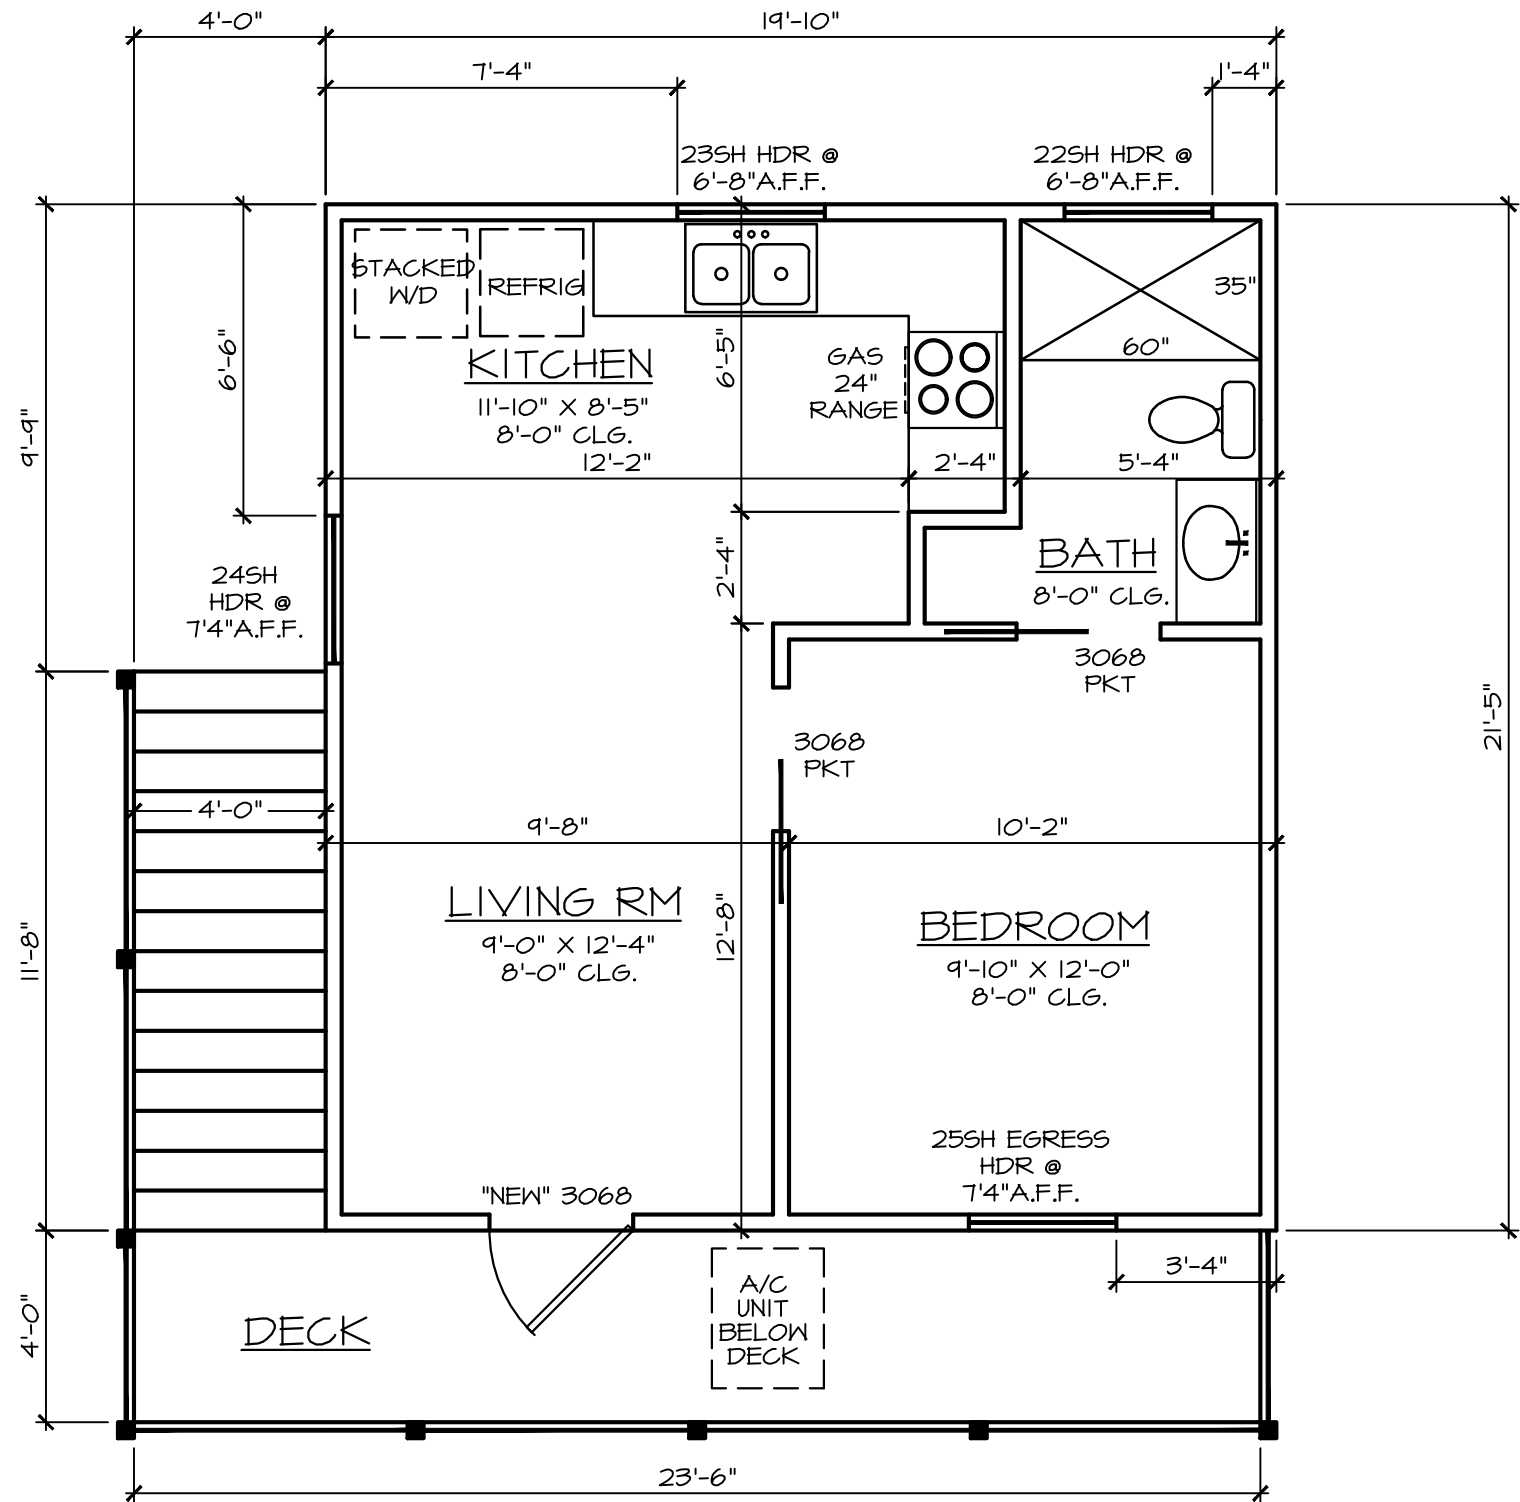 4'-0"
19'-10"
7'-4"
1'-4"
23SH HDR @
6'-8"A.F.F.
22SH HDR @
6'-8"A.F.F.
STACKED
W/D
REFRIG
35"
60"
6'-6"
6'-5"
KITCHEN
11'-10" X 8'-5"
8'-0" CLG.
GAS
24"
RANGE
9'-9"
12'-2"
2'-4"
5'-4"
2'-4"
BATH
8'-0" CLG.
24SH
HDR @
7'4"A.F.F.
3068
PKT
21'-5"
3068
PKT
4'-0"
9'-8"
10'-2"
LIVING RM
9'-0" X 12'-4"
8'-0" CLG.
12'-8"
BEDROOM
9'-10" X 12'-0"
8'-0" CLG.
11'-8"
25SH EGRESS
HDR @
7'4"A.F.F.
"NEW" 3068
3'-4"
A/C
UNIT
BELOW
DECK
DECK
4'-0"
23'-6"